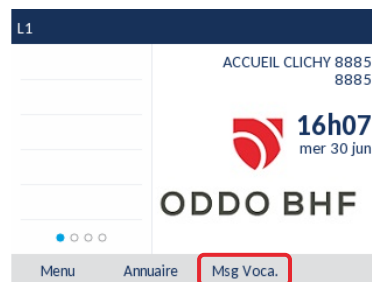 L1
ACCUEIL CLICHY 8885
8885
16h07
mer 30 jun
ODDO BHF
Menu Annuaire Msg Voca.